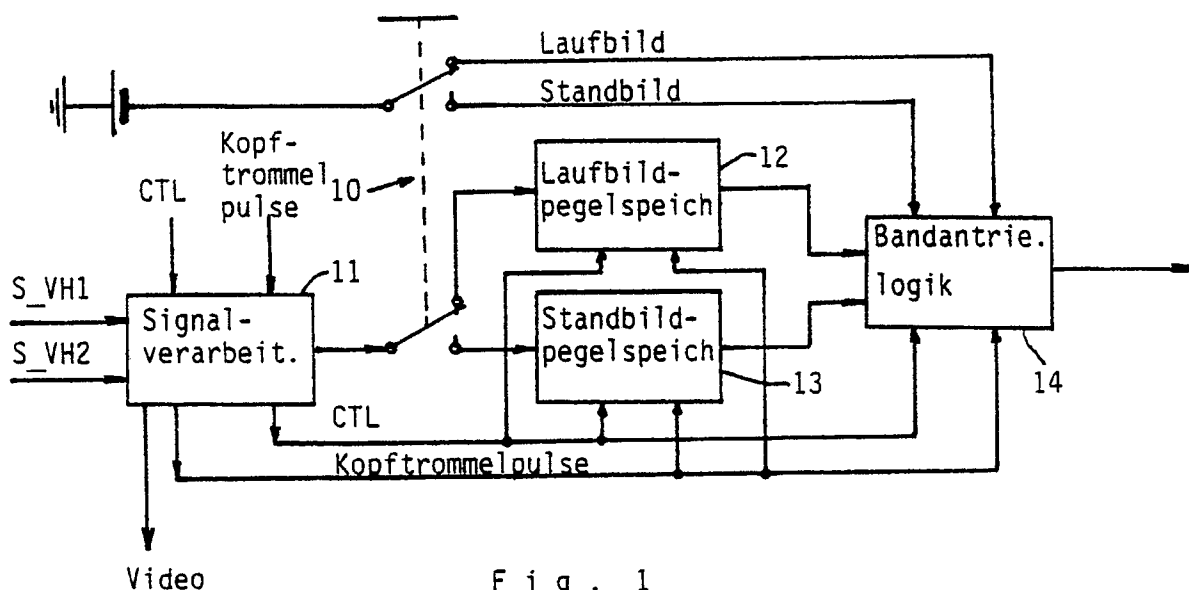 Laufbild
Standbild
Kopf-
trommel
pulse
10
CTL
12
Laufbild-
pegelspeich
11
S_VH1
S_VH2
Signal-
verarbeit.
Standbild-
pegelspeich
13
Bandantrie.
logik
14
CTL
Kopftrommelpulse
Video
Fig. 1